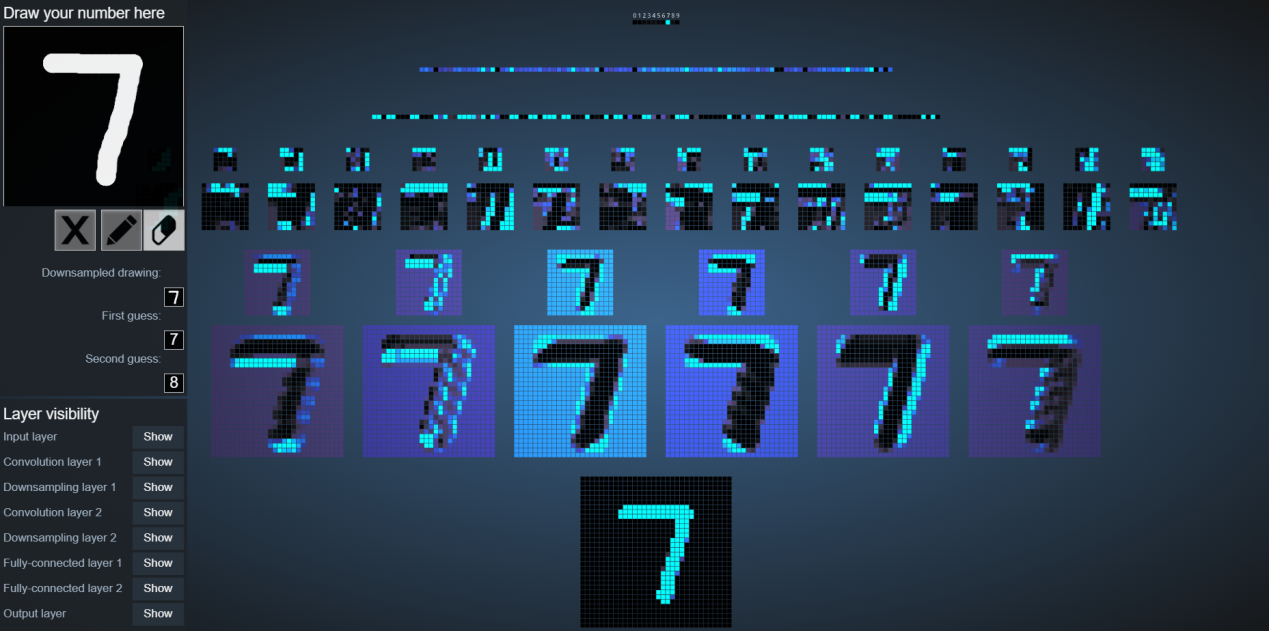 Draw your number here
0123456789
7
X
Downsampled drawing:
7
First guess:
7
Second guess:
8
Layer visibility
Input layer Show
Convolution layer 1 Show
Downsampling layer 1 Show
Convolution layer 2 Show
Downsampling layer 2 Show
Fully-connected layer 1 Show
Fully-connected layer 2 Show
Output layer Show
7